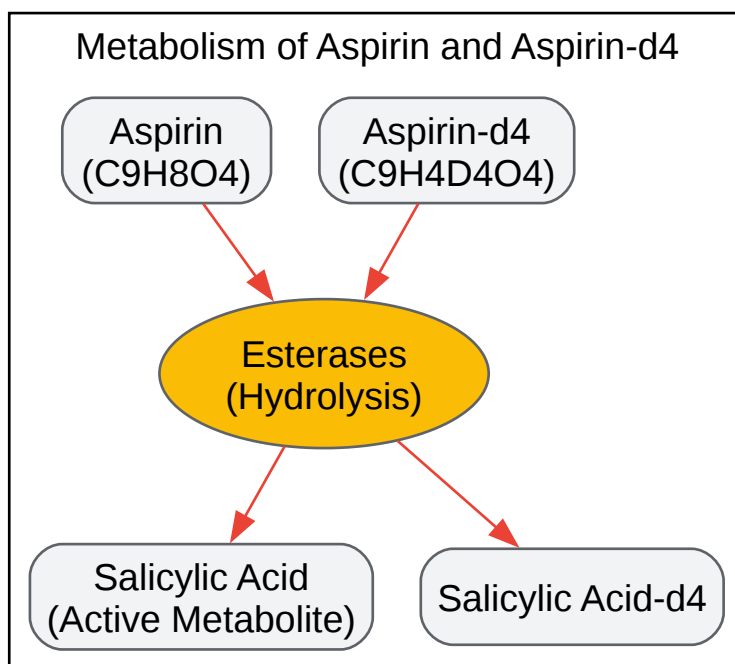 Metabolism of Aspirin and Aspirin-d4
Aspirin
(C9H8O4)
Aspirin-d4
(C9H4D4O4)
Esterases
(Hydrolysis)
Salicylic Acid
(Active Metabolite)
Salicylic Acid-d4